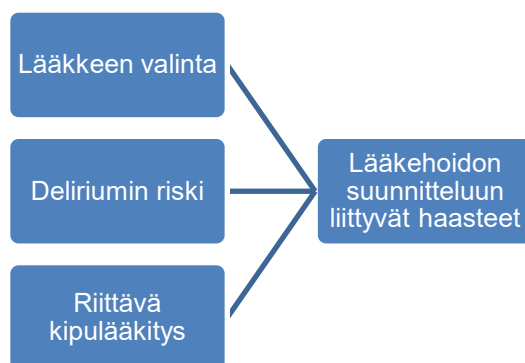 Lääkkeen valinta
Deliriumin riski
Riittävä
kipulääkitys
Lääkehoidon
suunnitteluun
liittyvät haasteet